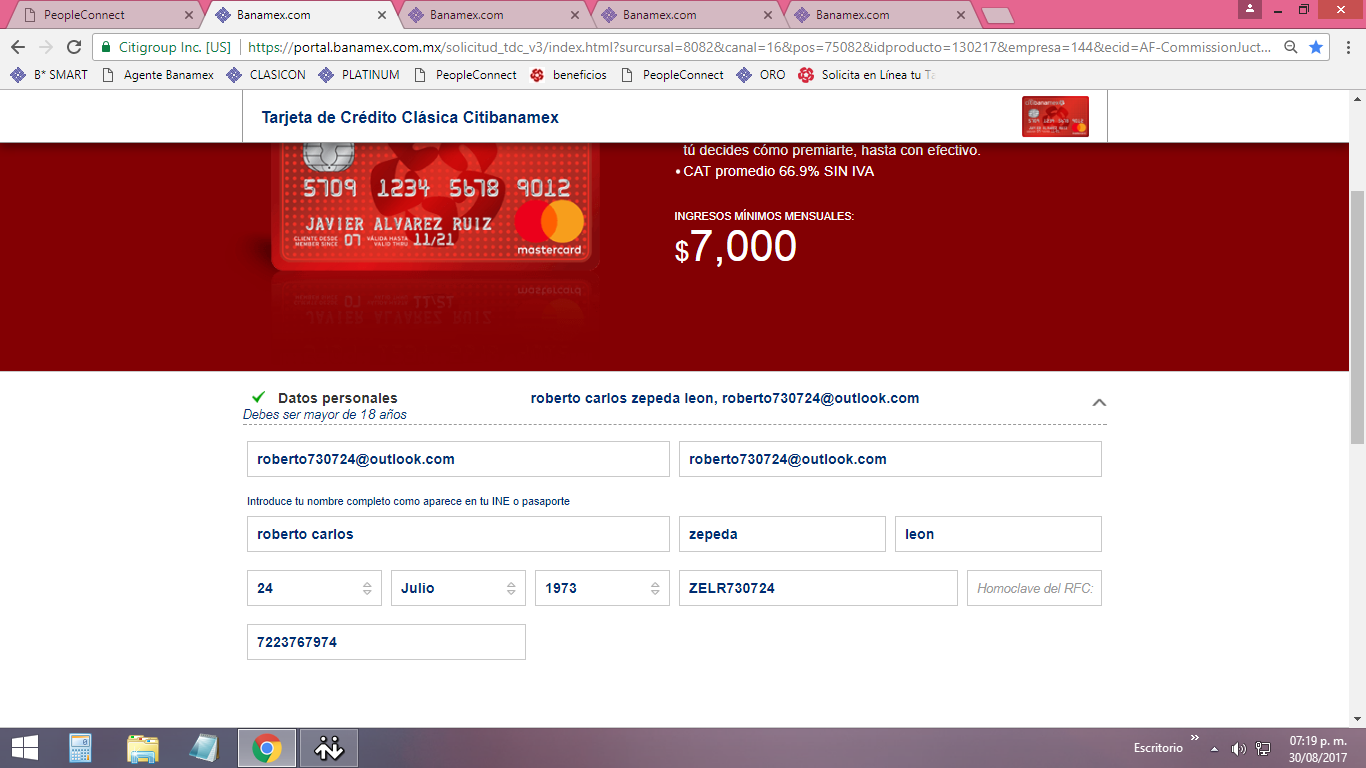 PeopleConnect
Banamex.com
Banamex.com
Banamex.com
Banamex.com
Citigroup Inc. [US]
https://portal.banamex.com.mx/solicitud_tdc_v3/index.html?surcursal=8082&canal=16&pos=75082&idproducto=130217&empresa=144&ecid=AF-CommissionJuct...
B* SMART
Agente Banamex
CLASICON
PLATINUM
PeopleConnect
beneficios
PeopleConnect
ORO
Solicita en Línea tu Ta
Tarjeta de Crédito Clásica Citibanamex
tú decides cómo premiarte, hasta con efectivo.
• CAT promedio 66.9% SIN IVA
5709 1234 5678 9012
JAVIER ALVAREZ RUIZ
CLIENTE DESDE
MEMBER SINCE
07
VÁLIDA HASTA
VALID THRU
11/21
mastercard
INGRESOS MÍNIMOS MENSUALES:
$7,000
Datos personales
roberto carlos zepeda leon, roberto730724@outlook.com
Debes ser mayor de 18 años
roberto730724@outlook.com
roberto730724@outlook.com
Introduce tu nombre completo como aparece en tu INE o pasaporte
roberto carlos
zepeda
leon
24
Julio
1973
ZELR730724
Homoclave del RFC:
7223767974
Escritorio
07:19 p. m.
30/08/2017